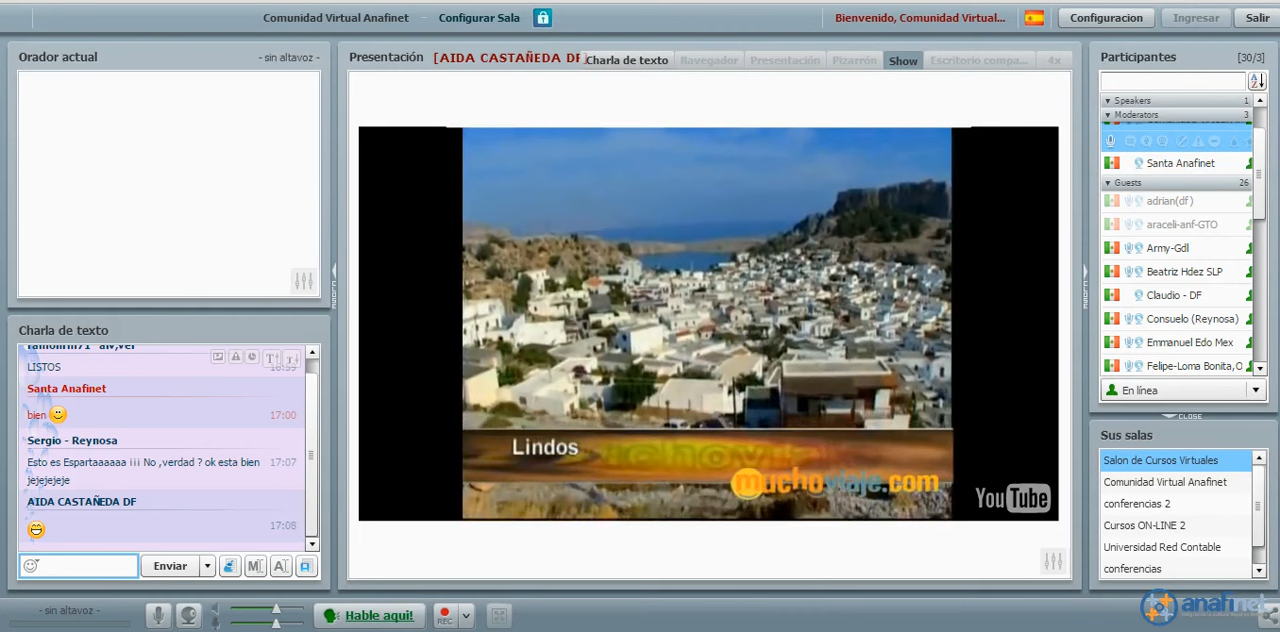 Comunidad Virtual Anafinet
Configurar Sala
Bienvenido, Comunidad Virtual...
Configuracion
Ingresar
Salir
Orador actual
- sin altavoz -
Presentación
[AIDA CASTAÑEDA DF
Charla de texto
Navegador
Presentación
Pizarrón
Show
Escritorio compa...
4x
Participantes
[30/3]
Speakers 1
Moderators 3
Santa Anafinet
Guests 26
adrian(df)
araceli-anf-GTO
Army-Gdl
Beatriz Hdez SLP
Claudio - DF
Consuelo (Reynosa)
Emmanuel Edo Mex
Felipe-Loma Bonita,O
En línea
CLOSE
Sus salas
Salon de Cursos Virtuales
Comunidad Virtual Anafinet
conferencias 2
Cursos ON-LINE 2
Universidad Red Contable
conferencias
Lindos
muchoviaje.com
YouTube
Charla de texto
LISTOS
Santa Anafinet
bien 17:00
Sergio - Reynosa
Esto es Espartaaaaaa ¡¡¡ No ,verdad ? ok esta bien 17:07
jejejejeje
AIDA CASTAÑEDA DF
17:08
Enviar
- sin altavoz -
Hable aqui!
REC
anafinet